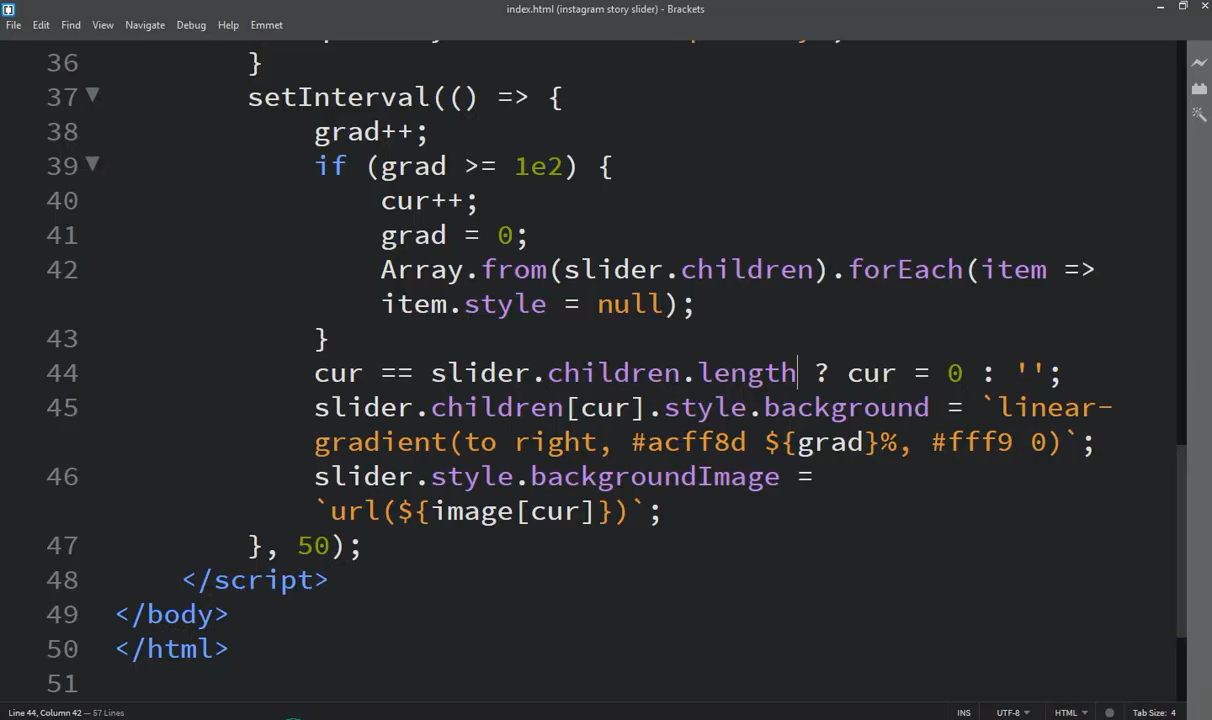 index.html (instagram story slider) - Brackets
File Edit Find View Navigate Debug Help Emmet
36 }
37 setInterval(() => {
38 grad++;
39 if (grad >= 1e2) {
40 cur++;
41 grad = 0;
42 Array.from(slider.children).forEach(item =>
item.style = null);
43 }
44 cur == slider.children.length ? cur = 0 : '';
45 slider.children[cur].style.background = `linear-
gradient(to right, #acff8d ${grad}%, #fff9 0)`;
46 slider.style.backgroundImage =
`url(${image[cur]})`;
47 }, 50);
48 </script>
49 </body>
50 </html>
51
Line 44, Column 42 — 57 Lines INS UTF-8 HTML Tab Size: 4